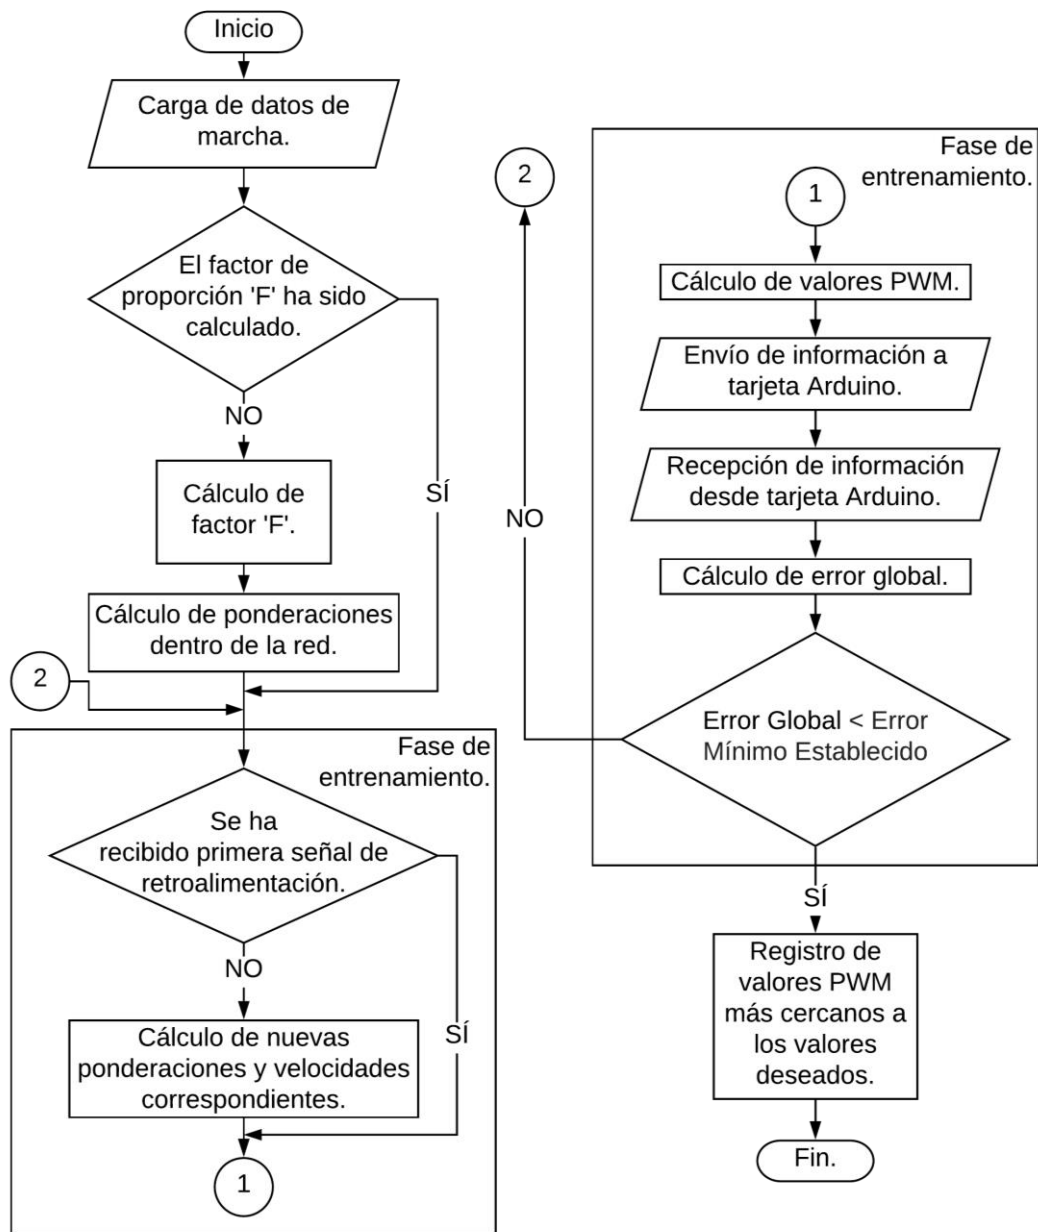 Inicio
Carga de datos de
marcha.
El factor de
proporción 'F' ha sido
calculado.
NO
SÍ
Cálculo de
factor 'F'.
Cálculo de ponderaciones
dentro de la red.
2
Fase de
entrenamiento.
Se ha
recibido primera señal de
retroalimentación.
NO
SÍ
Cálculo de nuevas
ponderaciones y velocidades
correspondientes.
1
2
NO
Fase de
entrenamiento.
1
Cálculo de valores PWM.
Envío de información a
tarjeta Arduino.
Recepción de información
desde tarjeta Arduino.
Cálculo de error global.
Error Global < Error
Mínimo Establecido
SÍ
Registro de
valores PWM
más cercanos a
los valores
deseados.
Fin.